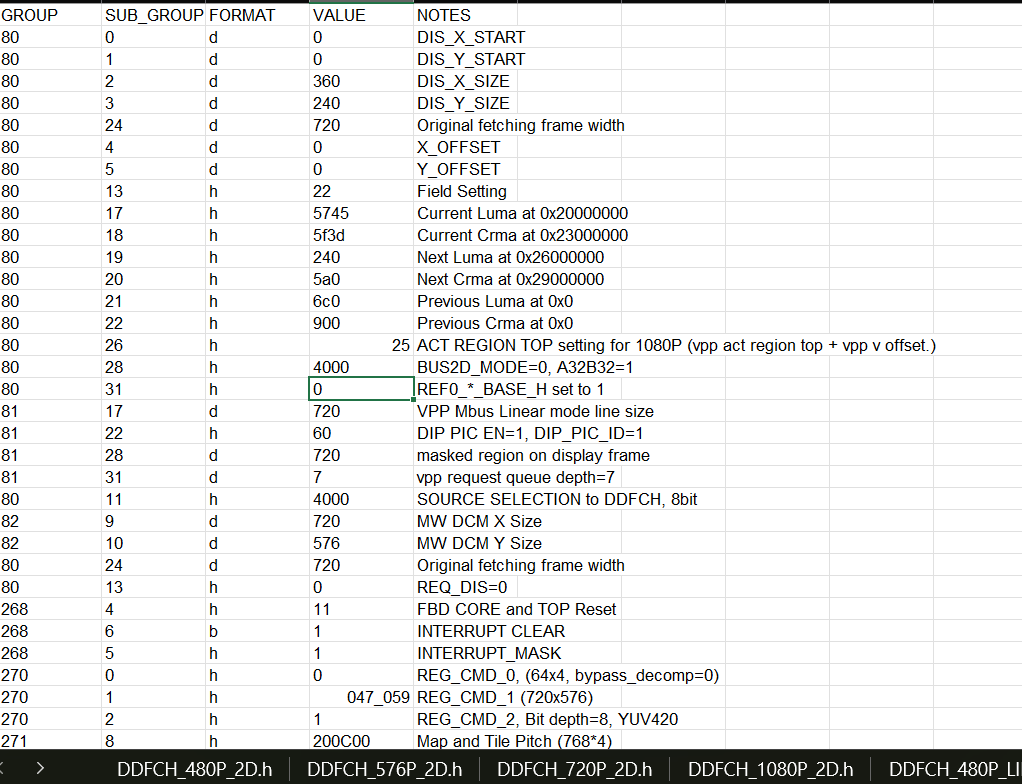 GROUP SUB_GROUP FORMAT VALUE NOTES
80 0 d 0 DIS_X_START
80 1 d 0 DIS_Y_START
80 2 d 360 DIS_X_SIZE
80 3 d 240 DIS_Y_SIZE
80 24 d 720 Original fetching frame width
80 4 d 0 X_OFFSET
80 5 d 0 Y_OFFSET
80 13 h 22 Field Setting
80 17 h 5745 Current Luma at 0x20000000
80 18 h 5f3d Current Crma at 0x23000000
80 19 h 240 Next Luma at 0x26000000
80 20 h 5a0 Next Crma at 0x29000000
80 21 h 6c0 Previous Luma at 0x0
80 22 h 900 Previous Crma at 0x0
80 26 h 25 ACT REGION TOP setting for 1080P (vpp act region top + vpp v offset.)
80 28 h 4000 BUS2D_MODE=0, A32B32=1
80 31 h 0 REF0_*_BASE_H set to 1
81 17 d 720 VPP Mbus Linear mode line size
81 22 h 60 DIP PIC EN=1, DIP_PIC_ID=1
81 28 d 720 masked region on display frame
81 31 d 7 vpp request queue depth=7
80 11 h 4000 SOURCE SELECTION to DDFCH, 8bit
82 9 d 720 MW DCM X Size
82 10 d 576 MW DCM Y Size
80 24 d 720 Original fetching frame width
80 13 h 0 REQ_DIS=0
268 4 h 11 FBD CORE and TOP Reset
268 6 b 1 INTERRUPT CLEAR
268 5 h 1 INTERRUPT_MASK
270 0 h 0 REG_CMD_0, (64x4, bypass_decomp=0)
270 1 h 047_059 REG_CMD_1 (720x576)
270 2 h 1 REG_CMD_2, Bit depth=8, YUV420
271 8 h 200C00 Map and Tile Pitch (768*4)
DDFCH_480P_2D.h DDFCH_576P_2D.h DDFCH_720P_2D.h DDFCH_1080P_2D.h DDFCH_480P_LI